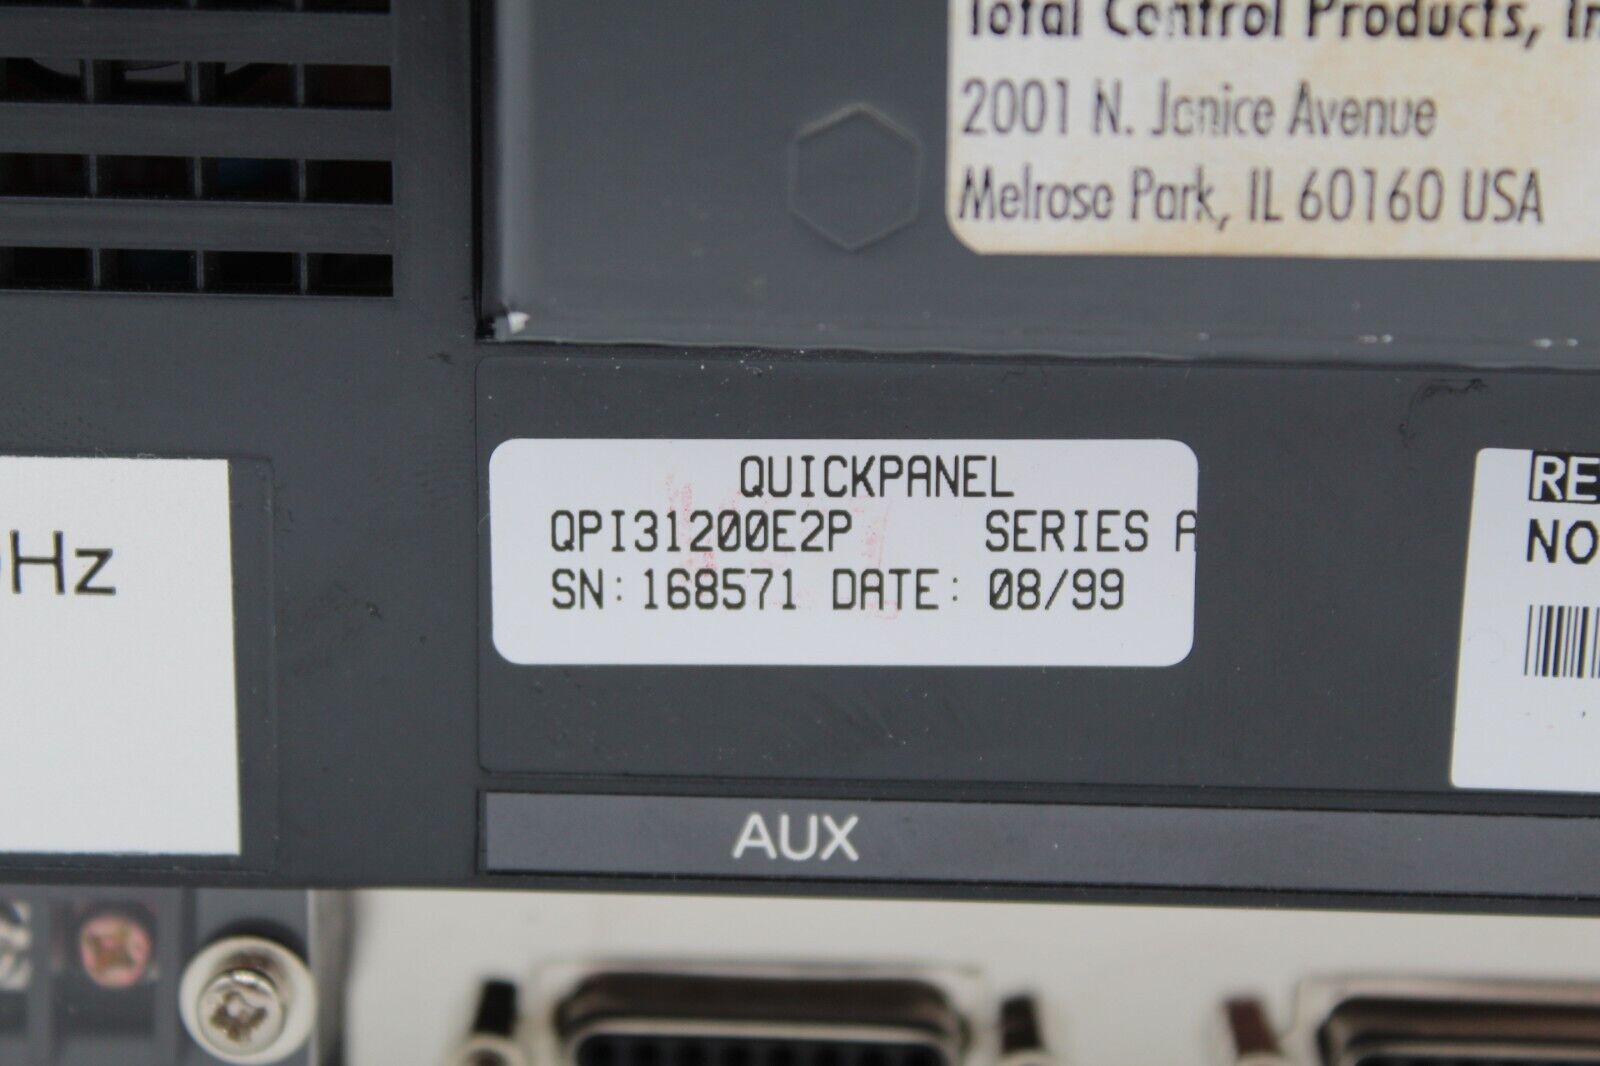 Total Control Products, In
2001 N. Janice Avenue
Melrose Park, IL 60160 USA
QUICKPANEL
QPI31200E2P SERIES A
SN: 168571 DATE: 08/99
RE
NO
Hz
AUX